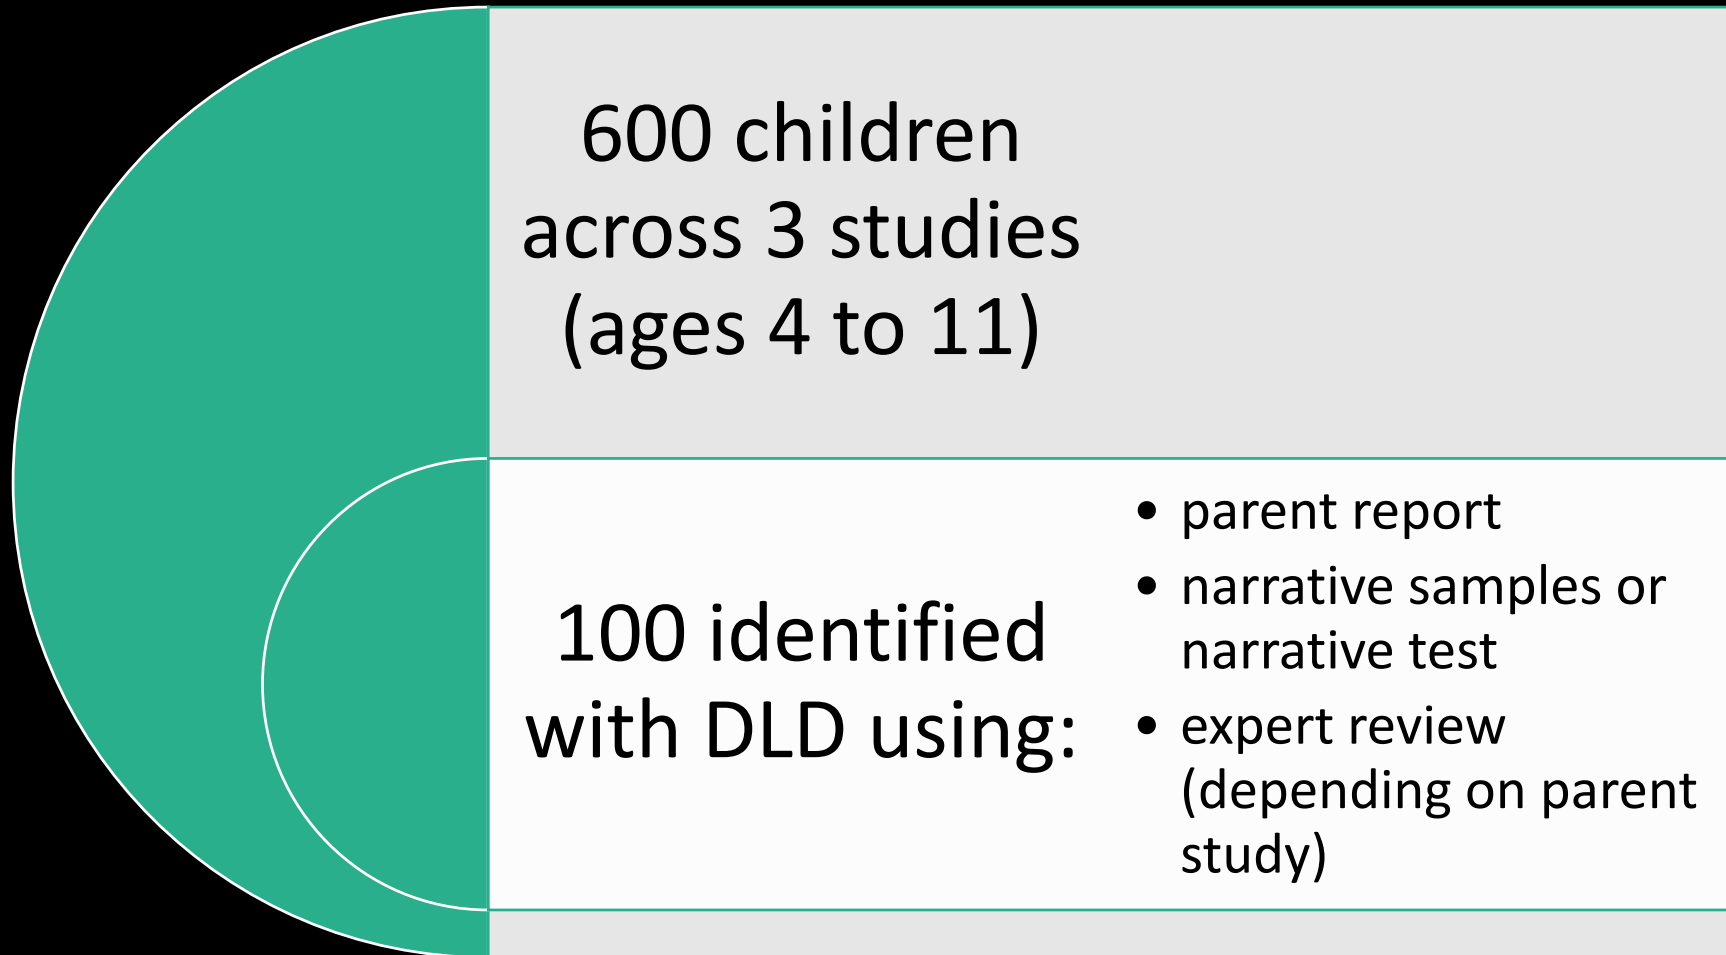 600 children
across 3 studies
(ages 4 to 11)
100 identified
with DLD using:
• parent report
• narrative samples or
narrative test
• expert review
(depending on parent
study)